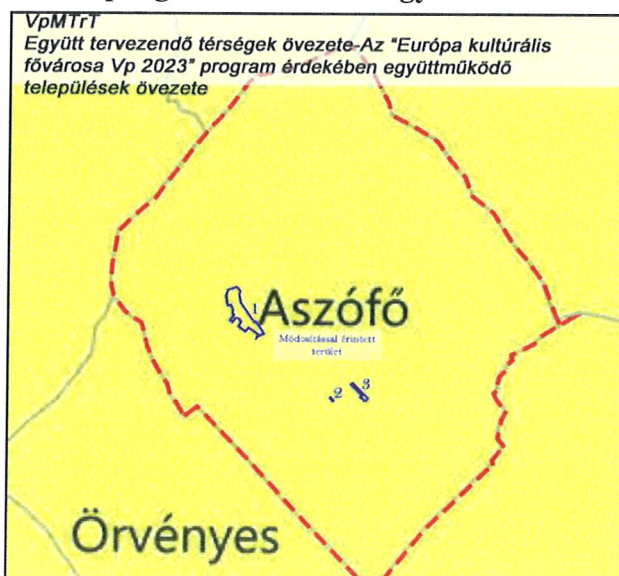 VpMTrT
Együtt tervezendő térségek övezete-Az "Európa kultúrális
fővárosa Vp 2023" program érdekében együttműködő
települések övezete
1
Aszófő
Módosítással érintett
terület
2
3
Örvényes